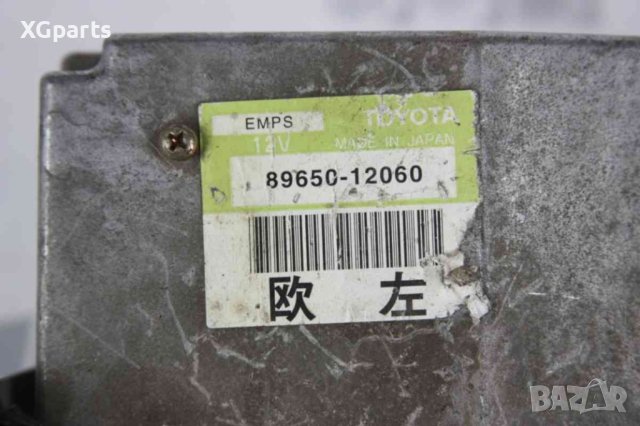 XGparts
EMPS
TOYOTA
12V
MADE IN JAPAN
89650-12060
欧 左
BAZAR